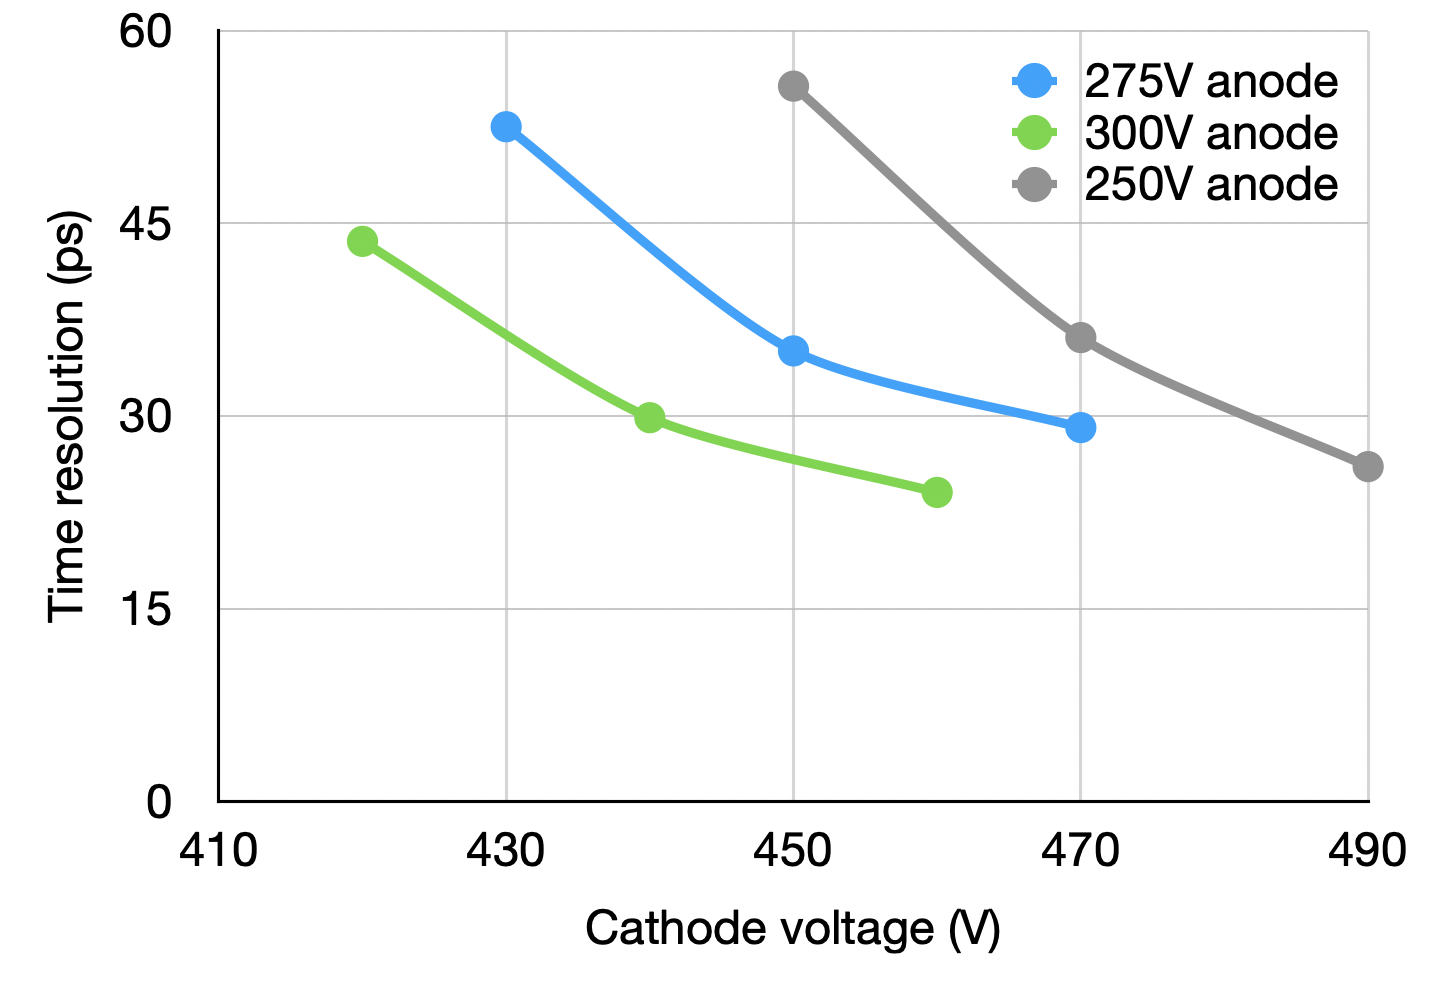 60
45
30
15
0
Time resolution (ps)
275V anode
300V anode
250V anode
410 430 450 470 490
Cathode voltage (V)